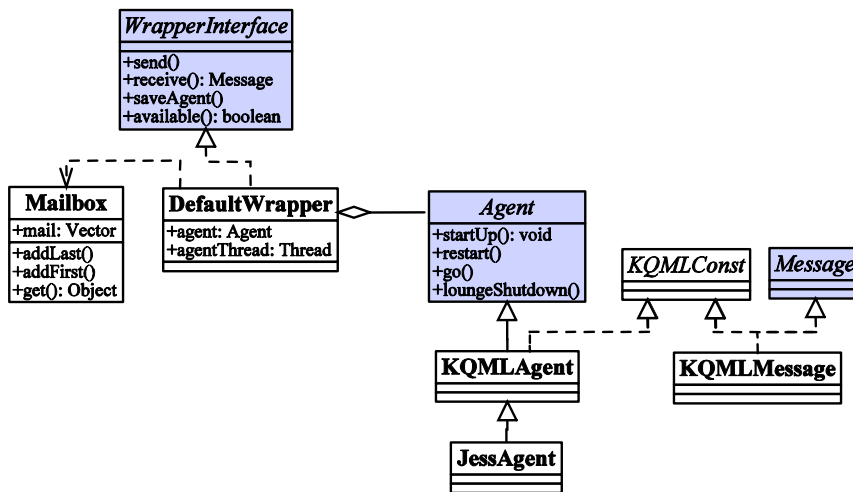 WrapperInterface
+send()
+receive(): Message
+saveAgent()
+available(): boolean
Mailbox
+mail: Vector
+addLast()
+addFirst()
+get(): Object
DefaultWrapper
+agent: Agent
+agentThread: Thread
Agent
+startUp(): void
+restart()
+go()
+loungeShutdown()
KQMLConst
Message
KQMLAgent
KQMLMessage
JessAgent